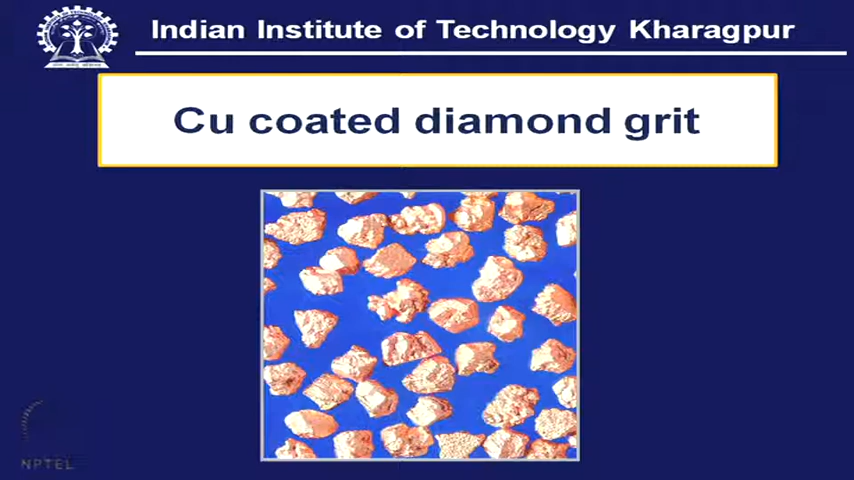 Indian Institute of Technology Kharagpur
Cu coated diamond grit
NPTEL